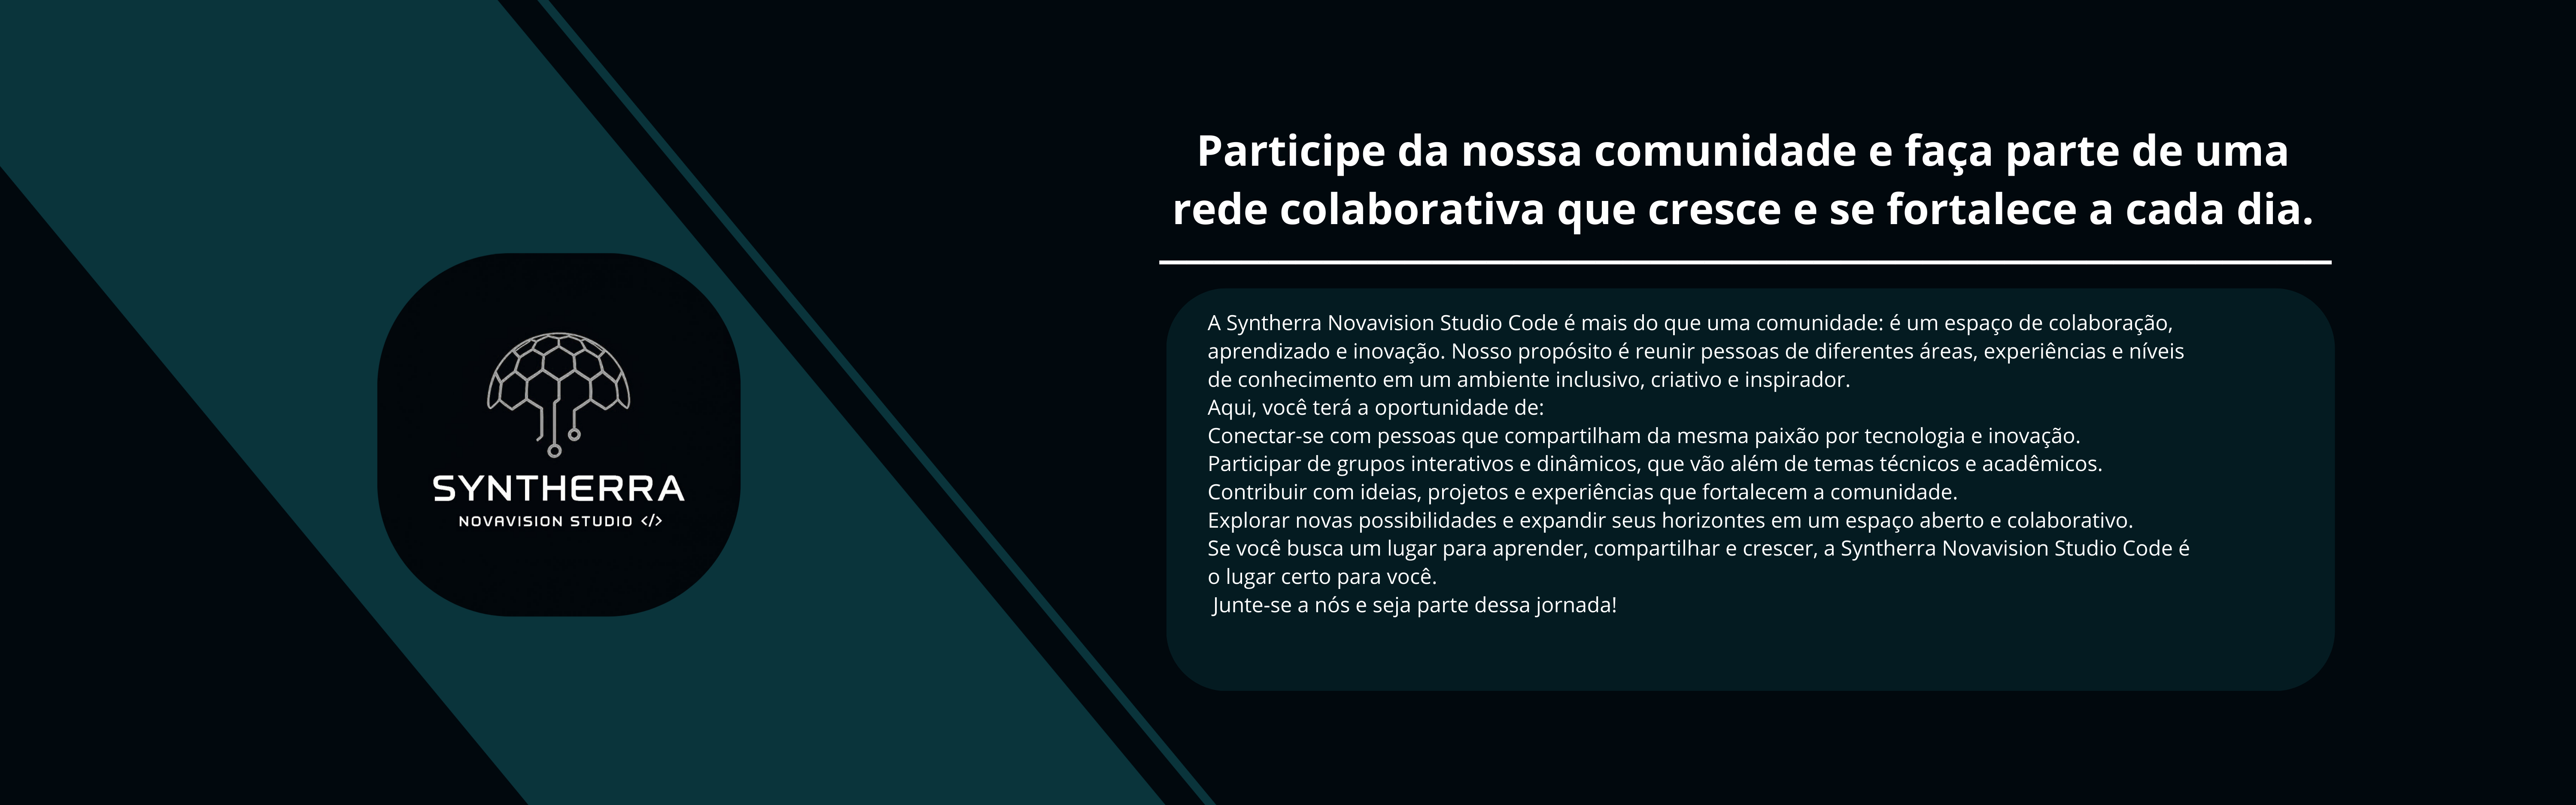 SYNTHERRA
NOVAVISION STUDIO </>
Participe da nossa comunidade e faça parte de uma
rede colaborativa que cresce e se fortalece a cada dia.
A Syntherra Novavision Studio Code é mais do que uma comunidade: é um espaço de colaboração,
aprendizado e inovação. Nosso propósito é reunir pessoas de diferentes áreas, experiências e níveis
de conhecimento em um ambiente inclusivo, criativo e inspirador.
Aqui, você terá a oportunidade de:
Conectar-se com pessoas que compartilham da mesma paixão por tecnologia e inovação.
Participar de grupos interativos e dinâmicos, que vão além de temas técnicos e acadêmicos.
Contribuir com ideias, projetos e experiências que fortalecem a comunidade.
Explorar novas possibilidades e expandir seus horizontes em um espaço aberto e colaborativo.
Se você busca um lugar para aprender, compartilhar e crescer, a Syntherra Novavision Studio Code é
o lugar certo para você.
Junte-se a nós e seja parte dessa jornada!